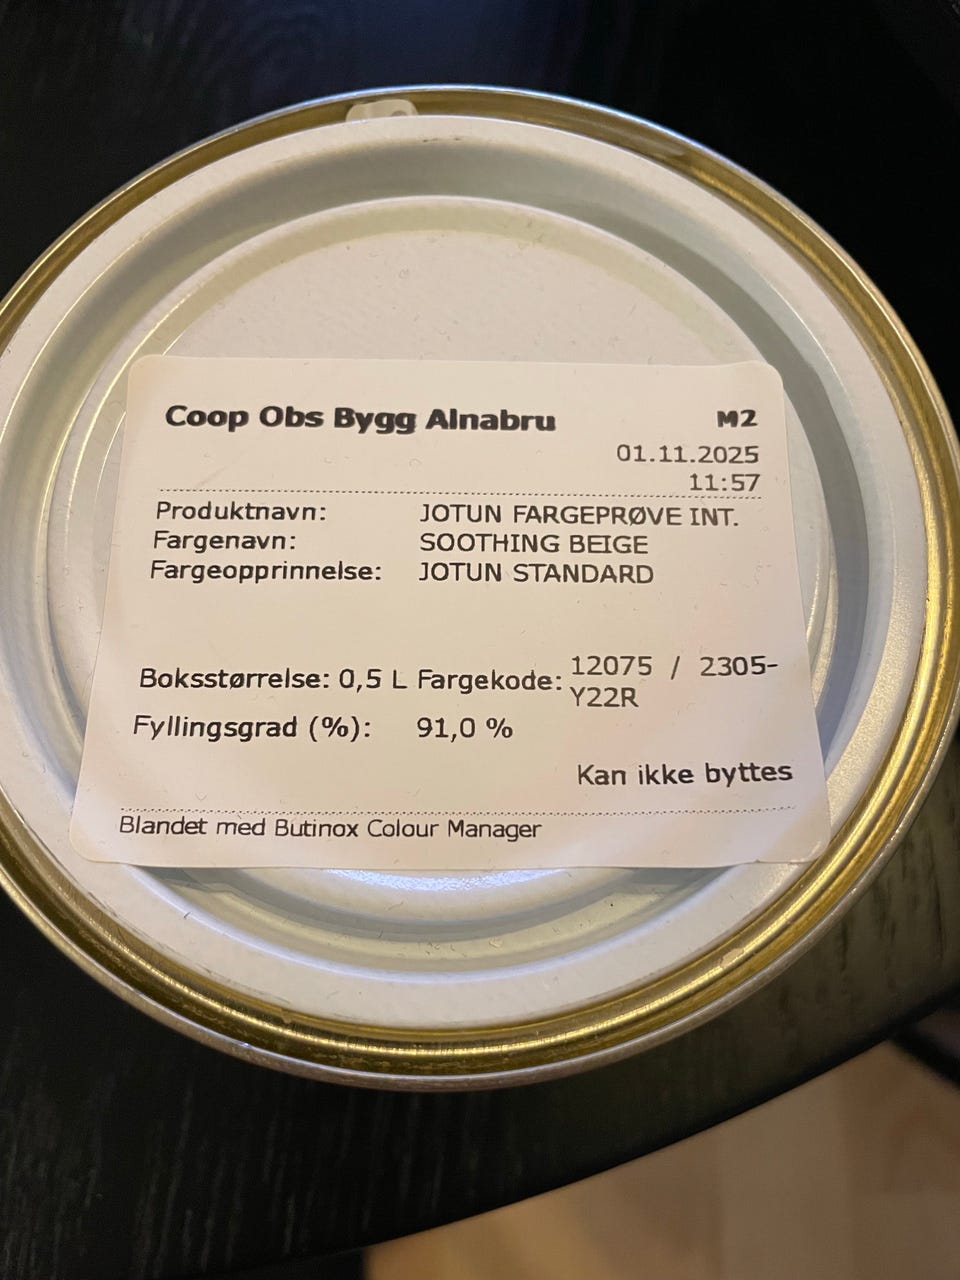 Coop Obs Bygg Alnabru M2
01.11.2025
11:57
Produktnavn: JOTUN FARGEPRØVE INT.
Fargenavn: SOOTHING BEIGE
Fargeopprinnelse: JOTUN STANDARD
Boksstørrelse: 0,5 L Fargekode: 12075 / 2305-
Y22R
Fyllingsgrad (%): 91,0 %
Kan ikke byttes
Blandet med Butinox Colour Manager